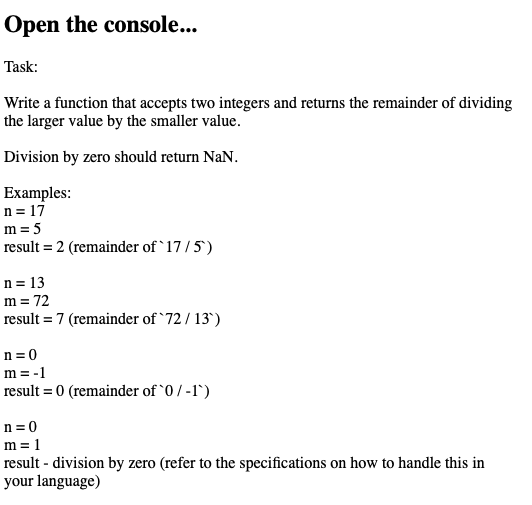 Open the console...
Task:
Write a function that accepts two integers and returns the remainder of dividing
the larger value by the smaller value.
Division by zero should return NaN.
Examples:
n = 17
m = 5
result = 2 (remainder of `17 / 5`)
n = 13
m = 72
result = 7 (remainder of `72 / 13`)
n = 0
m = -1
result = 0 (remainder of `0 / -1`)
n = 0
m = 1
result - division by zero (refer to the specifications on how to handle this in
your language)